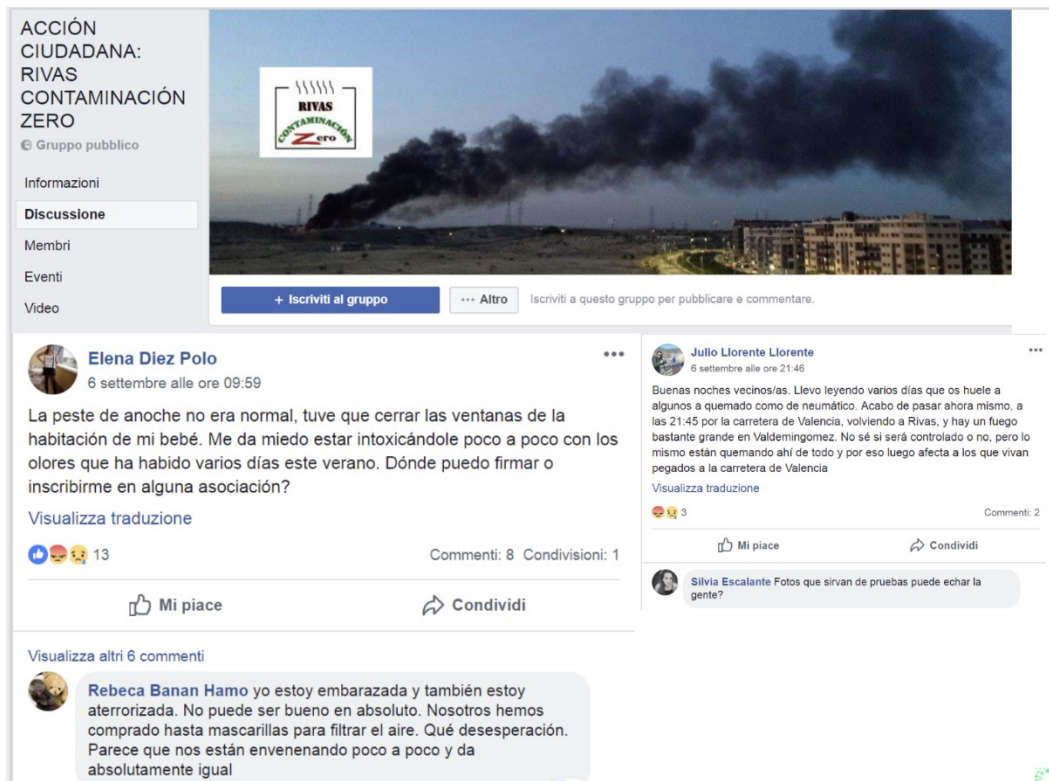 ACCIÓN
CIUDADANA:
RIVAS
CONTAMINACIÓN
ZERO
Gruppo pubblico
Informazioni
Discussione
Membri
Eventi
Video
RIVAS
CONTAMINACIÓN
Zero
+ Iscriviti al gruppo
••• Altro
Iscriviti a questo gruppo per pubblicare e commentare.
Elena Diez Polo
6 settembre alle ore 09:59
La peste de anoche no era normal, tuve que cerrar las ventanas de la
habitación de mi bebé. Me da miedo estar intoxicándole poco a poco con los
olores que ha habido varios días este verano. Dónde puedo firmar o
inscribirme en alguna asociación?
Visualizza traduzione
13
Commenti: 8 Condivisioni: 1
Mi piace
Condividi
Visualizza altri 6 commenti
Rebeca Banan Hamo yo estoy embarazada y también estoy
aterrorizada. No puede ser bueno en absoluto. Nosotros hemos
comprado hasta mascarillas para filtrar el aire. Qué desesperación.
Parece que nos están envenenando poco a poco y da
absolutamente igual
Julio Llorente Llorente
6 settembre alle ore 21:46
Buenas noches vecinos/as. Llevo leyendo varios días que os huele a
algunos a quemado como de neumático. Acabo de pasar ahora mismo, a
las 21:45 por la carretera de Valencia, volviendo a Rivas, y hay un fuego
bastante grande en Valdemingomez. No sé si será controlado o no, pero lo
mismo están quemando ahí de todo y por eso luego afecta a los que vivan
pegados a la carretera de Valencia
Visualizza traduzione
3
Commenti: 2
Mi piace
Condividi
Silvia Escalante Fotos que sirvan de pruebas puede echar la
gente?